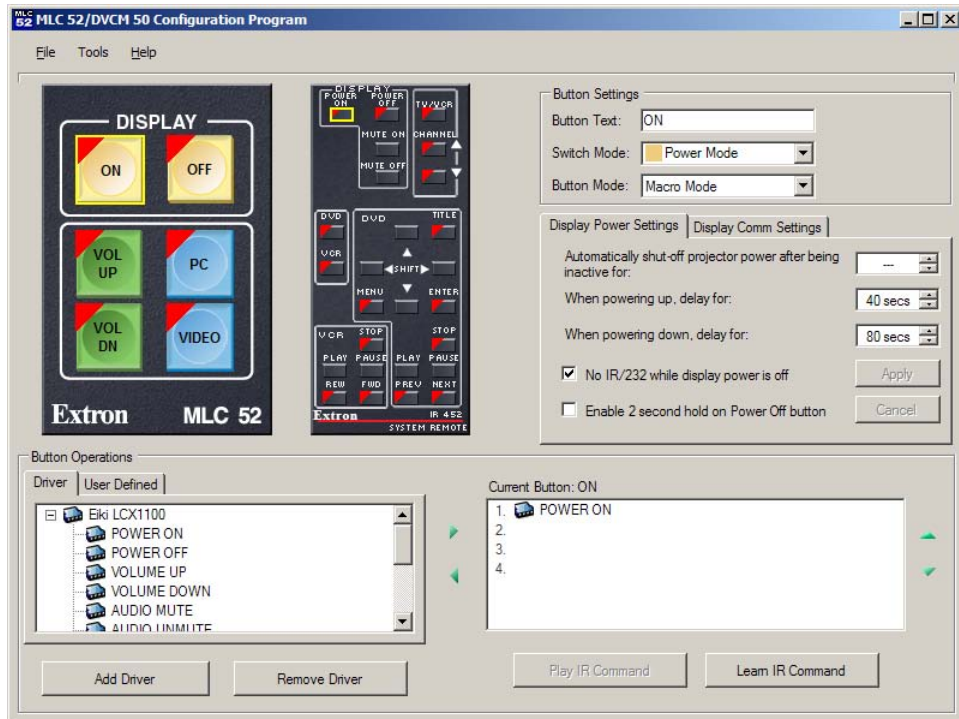 MLC 52 MLC 52/DVCM 50 Configuration Program
File Tools Help
DISPLAY
ON OFF
VOL UP PC
VOL DN VIDEO
Extron MLC 52
DISPLAY
POWER ON POWER OFF TV/VCR
MUTE ON CHANNEL
MUTE OFF
DVD DVD TITLE
VCR
SHIFT
MENU ENTER
VCR STOP STOP
PLAY PAUSE PLAY PAUSE
REW FWD PREV NEXT
Extron IR 452
SYSTEM REMOTE
Button Settings
Button Text: ON
Switch Mode: Power Mode
Button Mode: Macro Mode
Display Power Settings Display Comm Settings
Automatically shut-off projector power after being
inactive for: ---
When powering up, delay for: 40 secs
When powering down, delay for: 80 secs
No IR/232 while display power is off Apply
Enable 2 second hold on Power Off button Cancel
Button Operations
Driver User Defined
Eiki LCX1100
POWER ON
POWER OFF
VOLUME UP
VOLUME DOWN
AUDIO MUTE
AUDIO UNMUTE
Add Driver Remove Driver
Current Button: ON
1. POWER ON
2.
3.
4.
Play IR Command Learn IR Command